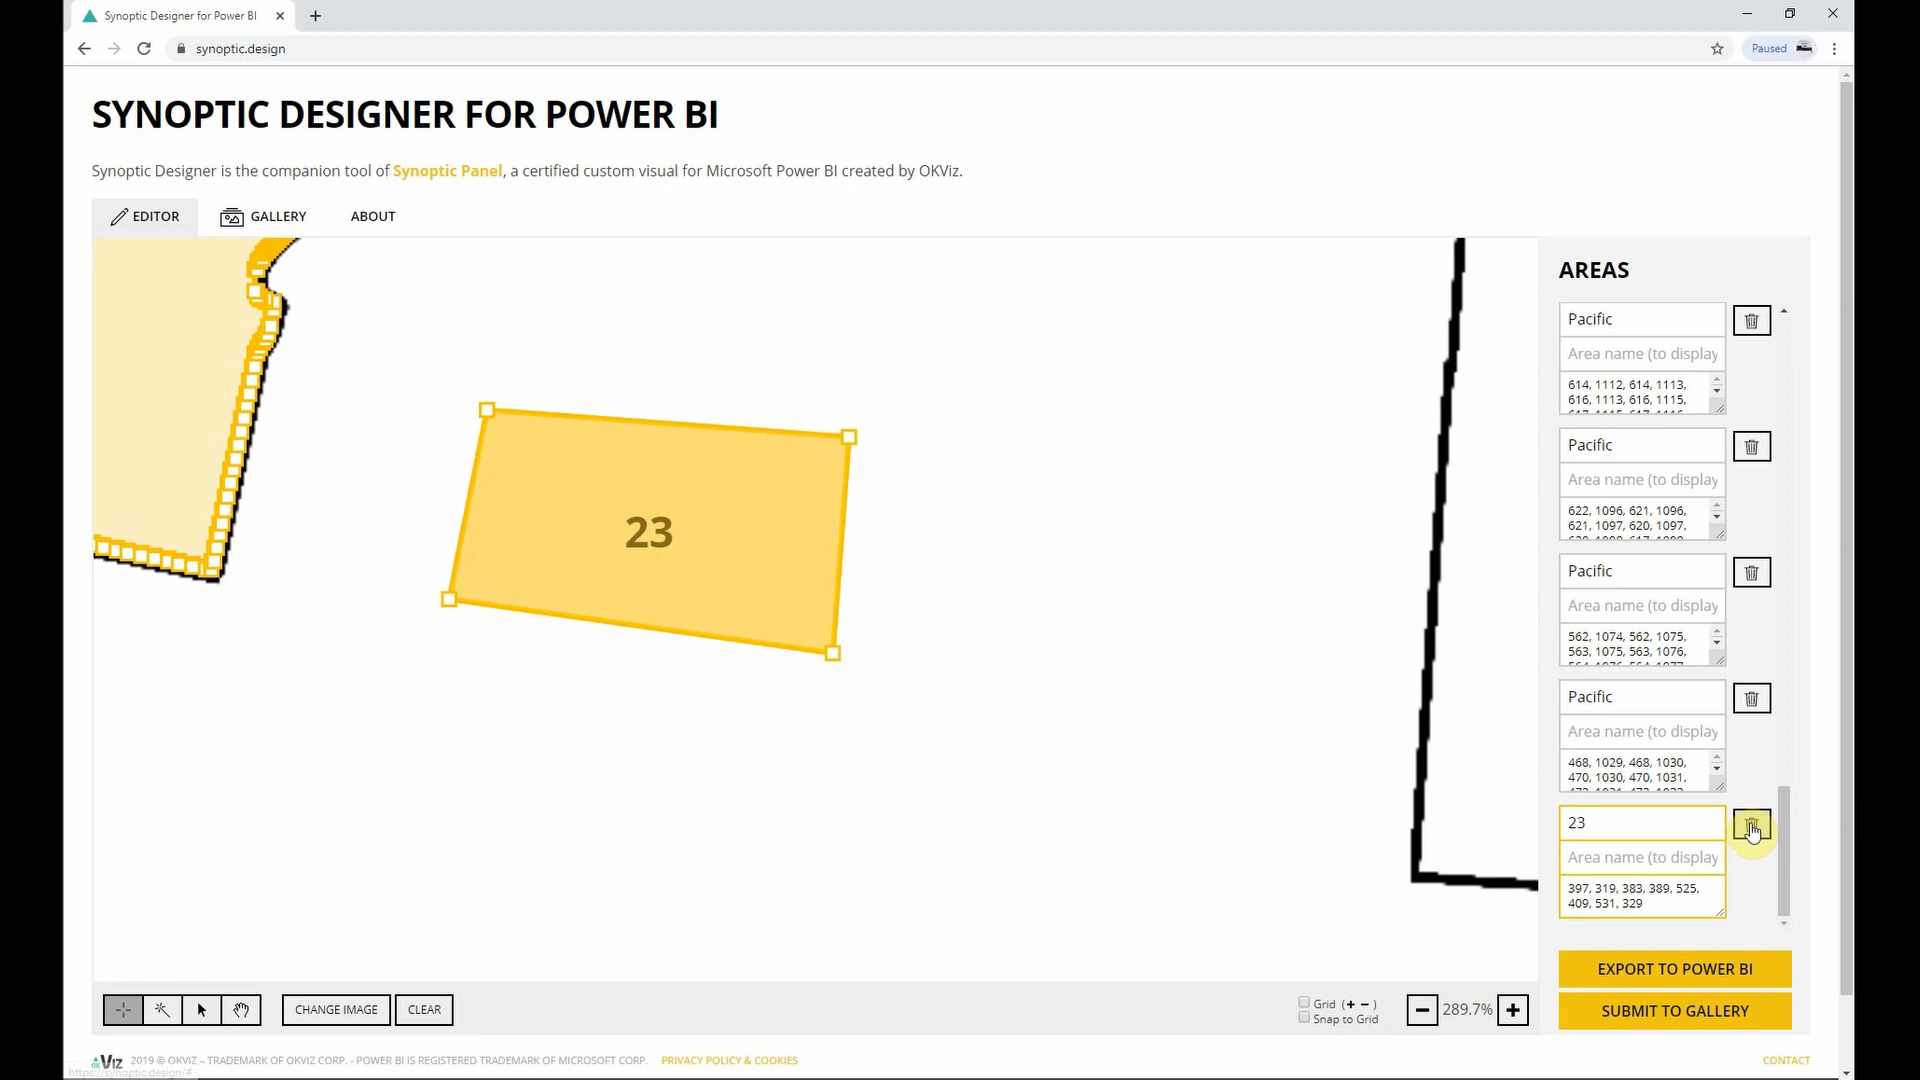 Synoptic Designer for Power BI
synoptic.design
Paused
SYNOPTIC DESIGNER FOR POWER BI
Synoptic Designer is the companion tool of Synoptic Panel, a certified custom visual for Microsoft Power BI created by OKViz.
EDITOR
GALLERY
ABOUT
23
AREAS
Pacific
Area name (to display
614, 1112, 614, 1113,
616, 1113, 616, 1115,
Pacific
Area name (to display
622, 1096, 621, 1096,
621, 1097, 620, 1097,
Pacific
Area name (to display
562, 1074, 562, 1075,
563, 1075, 563, 1076,
Pacific
Area name (to display
468, 1029, 468, 1030,
470, 1030, 470, 1031,
23
Area name (to display
397, 319, 383, 389, 525,
409, 531, 329
EXPORT TO POWER BI
SUBMIT TO GALLERY
CHANGE IMAGE
CLEAR
Grid (+ − )
Snap to Grid
289.7%
OKVIZ 2019 © OKVIZ – TRADEMARK OF OKVIZ CORP. - POWER BI IS REGISTERED TRADEMARK OF MICROSOFT CORP. PRIVACY POLICY & COOKIES
CONTACT
https://synoptic.design/#